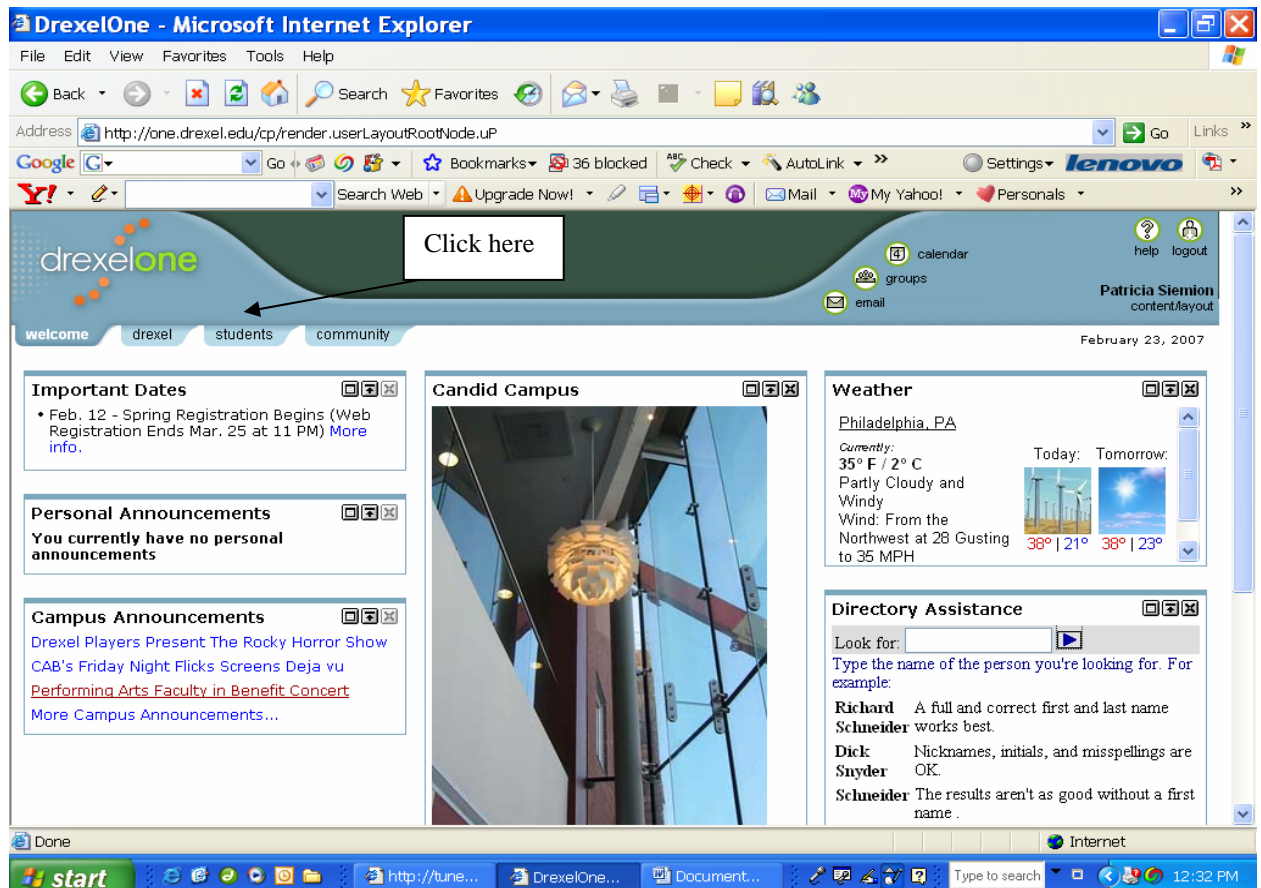 DrexelOne - Microsoft Internet Explorer
File Edit View Favorites Tools Help
Back Search Favorites
Address http://one.drexel.edu/cp/render.userLayoutRootNode.uP Go Links »
Google G Go Bookmarks 36 blocked ABC Check AutoLink » Settings lenovo
Y! Search Web Upgrade Now! Mail My My Yahoo! Personals »
Click here
drexelone
4 calendar
groups
email
? help logout
Patricia Siemion
content/layout
welcome drexel students community
February 23, 2007
Important Dates
• Feb. 12 - Spring Registration Begins (Web
Registration Ends Mar. 25 at 11 PM) More
info.
Personal Announcements
You currently have no personal
announcements
Campus Announcements
Drexel Players Present The Rocky Horror Show
CAB's Friday Night Flicks Screens Deja vu
Performing Arts Faculty in Benefit Concert
More Campus Announcements...
Candid Campus
Weather
Philadelphia, PA
Currently:
35° F / 2° C
Partly Cloudy and
Windy
Wind: From the
Northwest at 28 Gusting
to 35 MPH
Today: Tomorrow:
38° | 21° 38° | 23°
Directory Assistance
Look for:
Type the name of the person you're looking for. For
example:
Richard Schneider A full and correct first and last name
works best.
Dick Snyder Nicknames, initials, and misspellings are
OK.
Schneider The results aren't as good without a first
name .
Done Internet
start http://tune... DrexelOne... Document... Type to search 12:32 PM